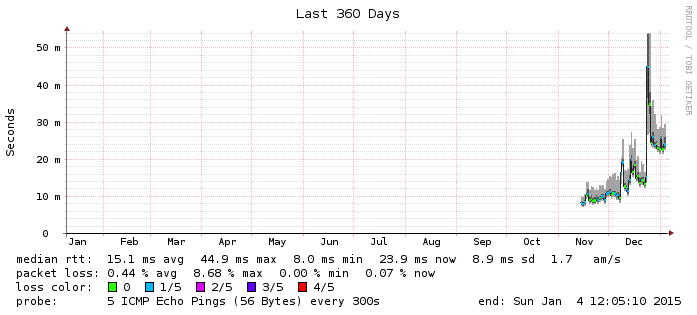 Last 360 Days
RRDTOOL / TOBI OETIKER
Seconds
50 m
40 m
30 m
20 m
10 m
0
Jan Feb Mar Apr May Jun Jul Aug Sep Oct Nov Dec
median rtt: 15.1 ms avg 44.9 ms max 8.0 ms min 23.9 ms now 8.9 ms sd 1.7 am/s
packet loss: 0.44 % avg 8.68 % max 0.00 % min 0.07 % now
loss color: 0 1/5 2/5 3/5 4/5
probe: 5 ICMP Echo Pings (56 Bytes) every 300s end: Sun Jan 4 12:05:10 2015